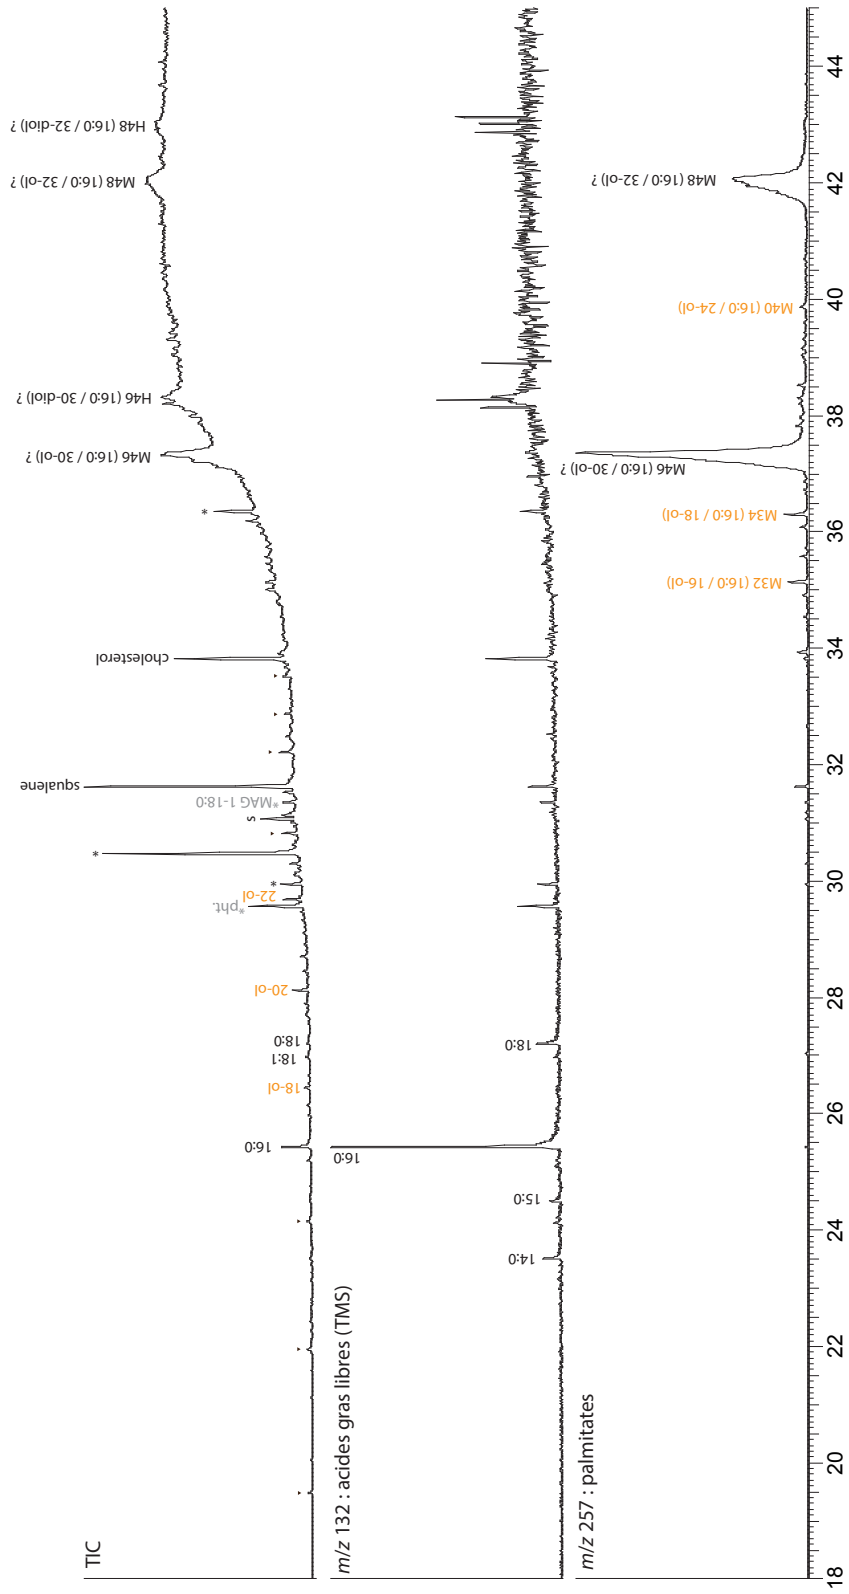 TIC
16:0
18-ol
18:1
18:0
20-ol
*pht.
22-ol
*
*
s
*MAG 1-18:0
squalene
cholesterol
*
M46 (16:0 / 30-ol) ?
H46 (16:0 / 30-diol) ?
M48 (16:0 / 32-ol) ?
H48 (16:0 / 32-diol) ?
m/z 132 : acides gras libres (TMS)
14:0
15:0
16:0
18:0
m/z 257 : palmitates
M32 (16:0 / 16-ol)
M34 (16:0 / 18-ol)
M46 (16:0 / 30-ol) ?
M40 (16:0 / 24-ol)
M48 (16:0 / 32-ol) ?
18 20 22 24 26 28 30 32 34 36 38 40 42 44